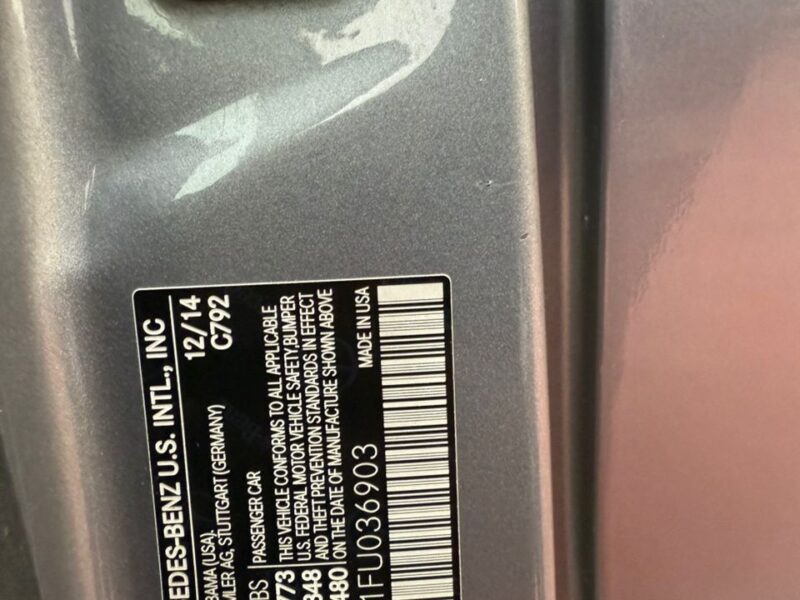 EDES-BENZ U.S. INTL., INC
BAMA (USA).
MLER AG, STUTTGART (GERMANY)
12/14
C792
BS
PASSENGER CAR
773 THIS VEHICLE CONFORMS TO ALL APPLICABLE
U.S. FEDERAL MOTOR VEHICLE SAFETY,BUMPER
348 AND THEFT PREVENTION STANDARDS IN EFFECT
480 ON THE DATE OF MANUFACTURE SHOWN ABOVE
1FU036903 MADE IN USA